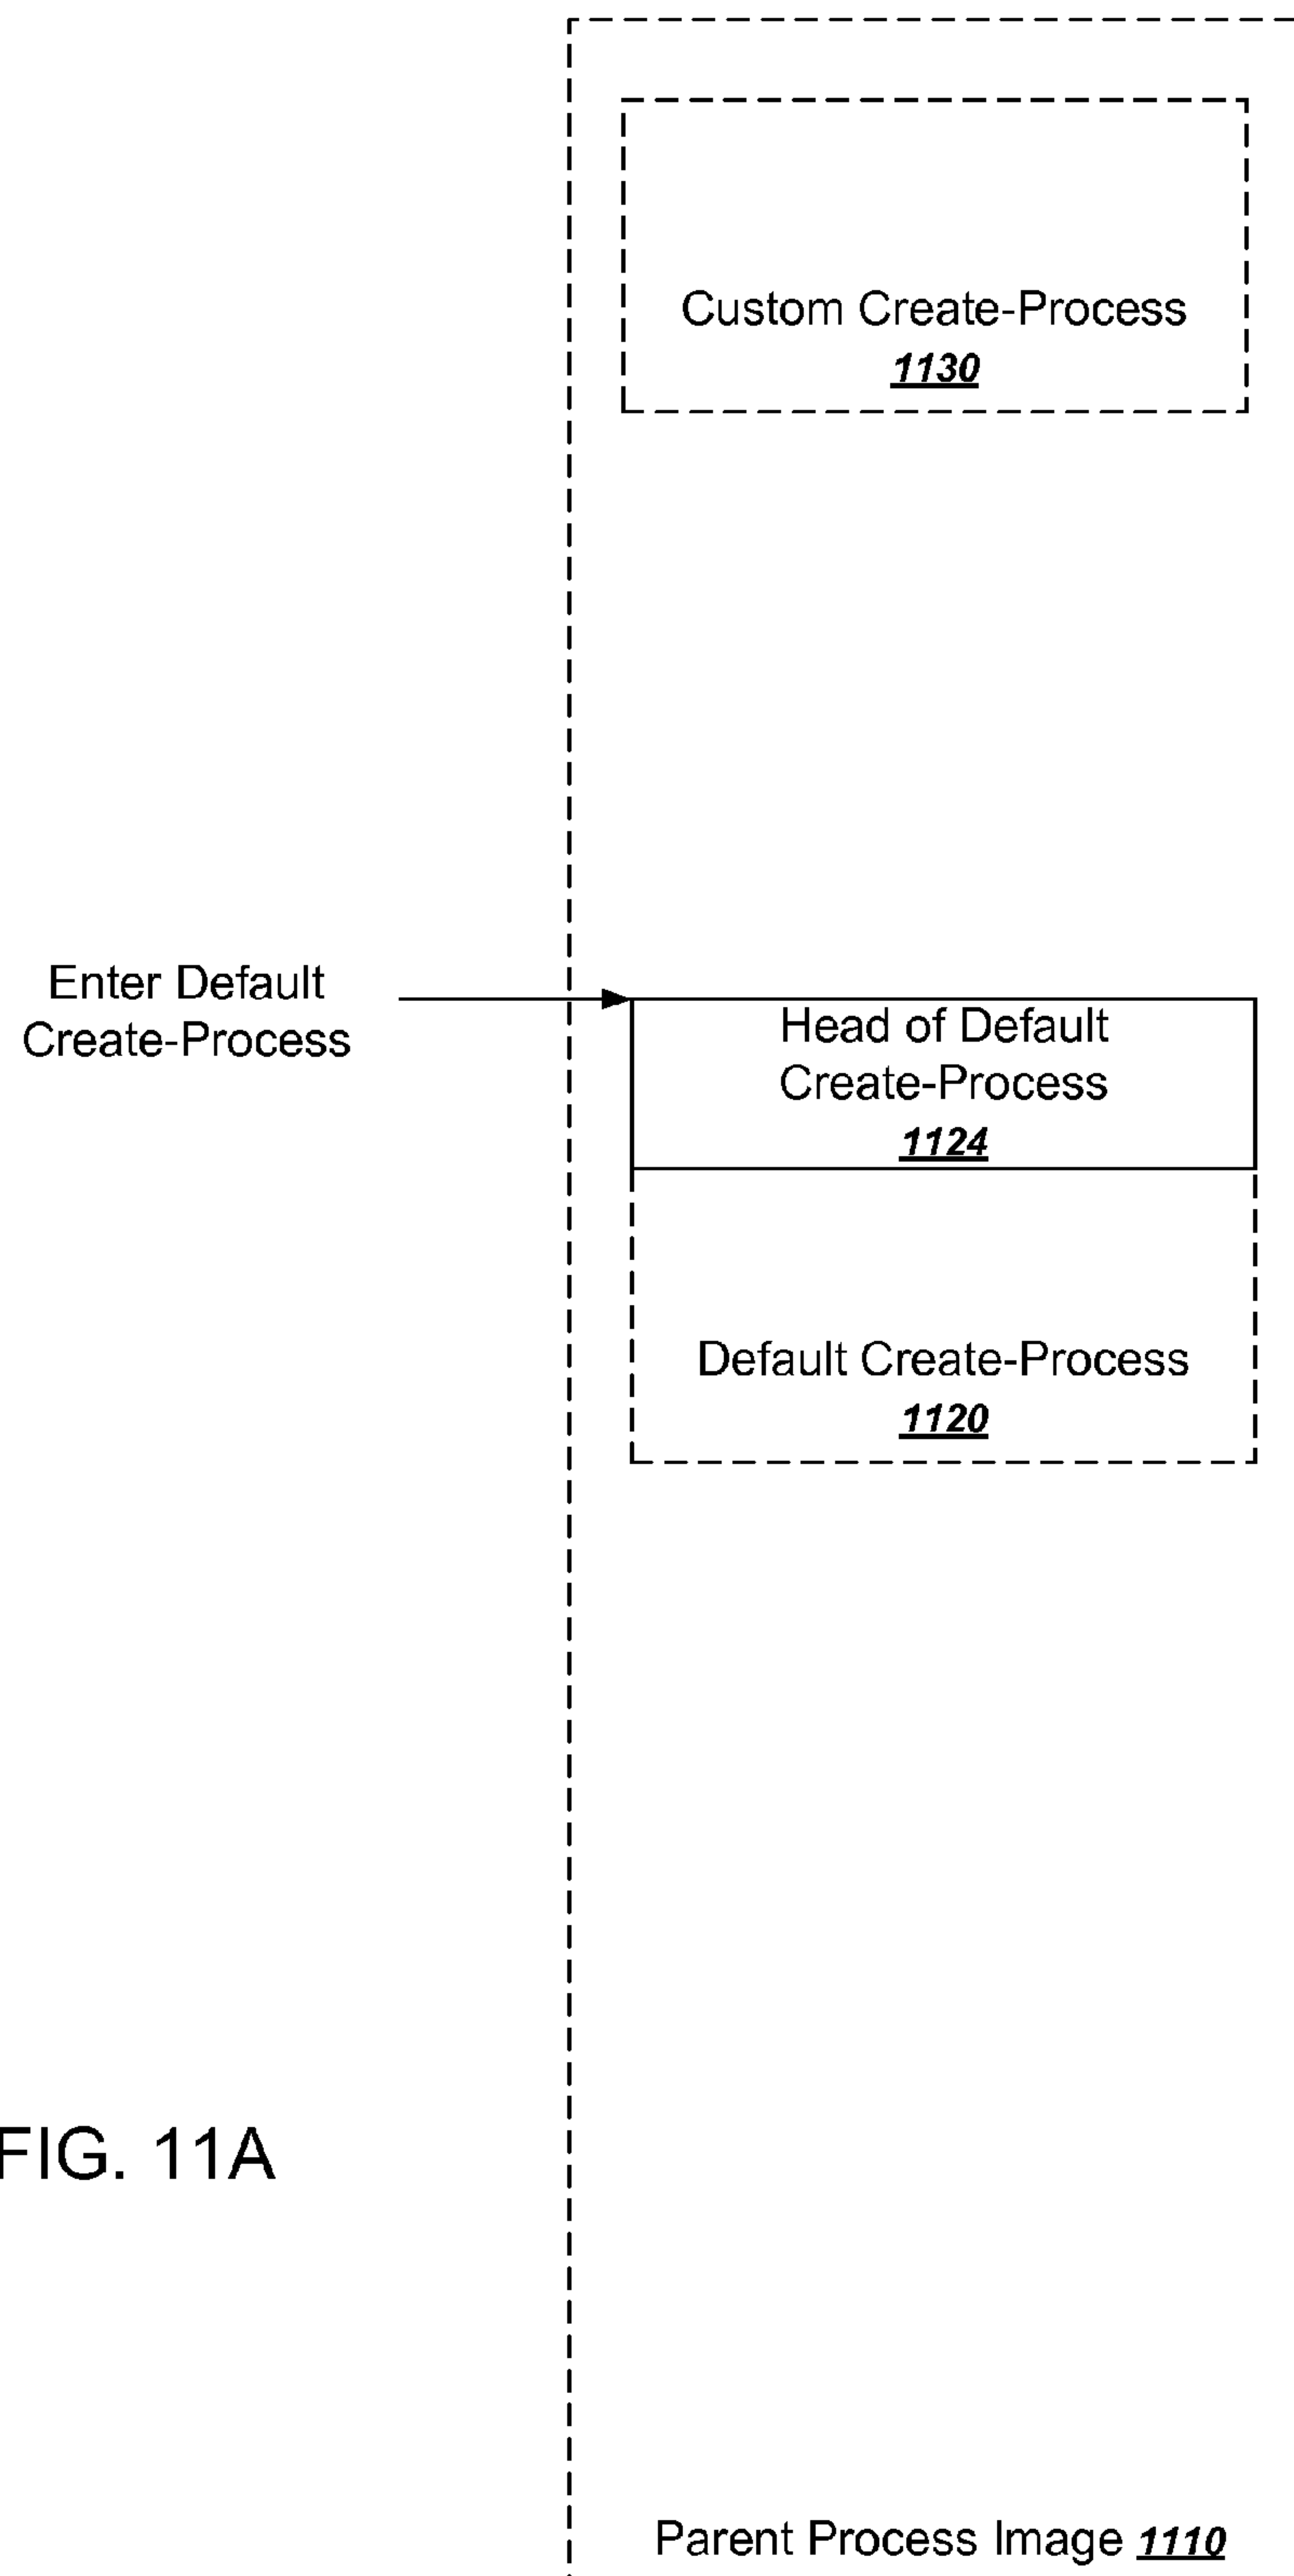 Custom Create-Process
1130
Enter Default
Create-Process
Head of Default
Create-Process
1124
Default Create-Process
1120
FIG. 11A
Parent Process Image 1110